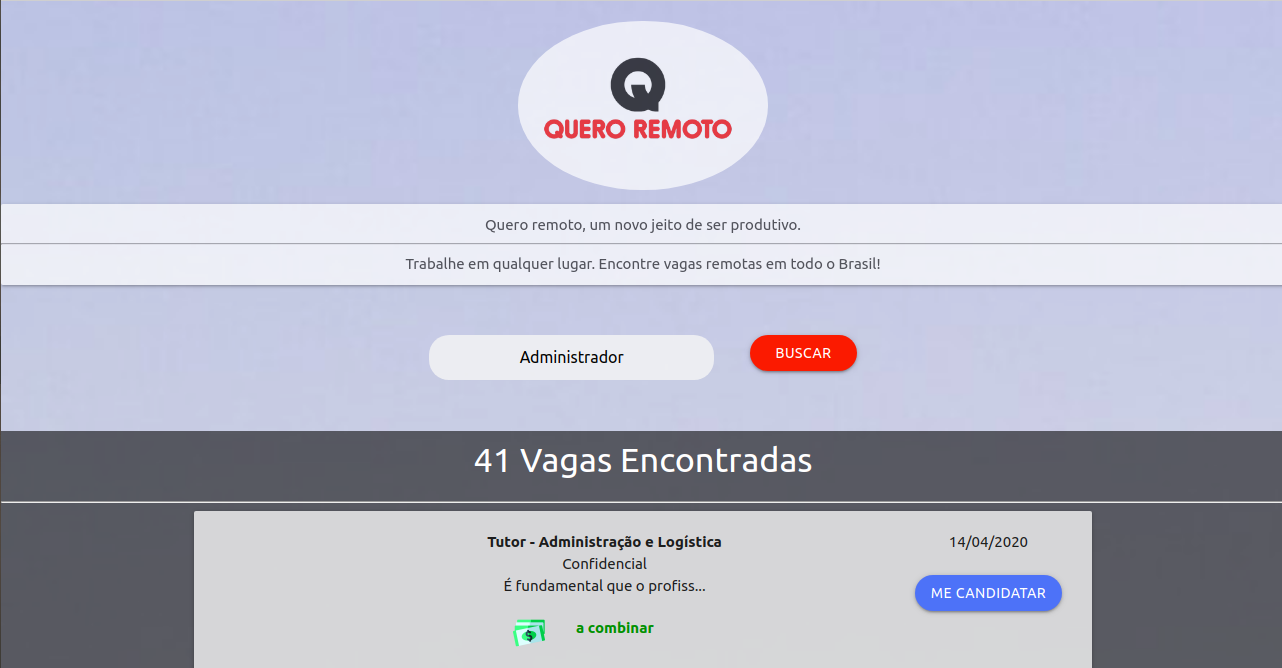 Q
QUERO REMOTO
Quero remoto, um novo jeito de ser produtivo.
Trabalhe em qualquer lugar. Encontre vagas remotas em todo o Brasil!
Administrador
BUSCAR
41 Vagas Encontradas
Tutor - Administração e Logística
14/04/2020
Confidencial
É fundamental que o profiss...
ME CANDIDATAR
$
a combinar